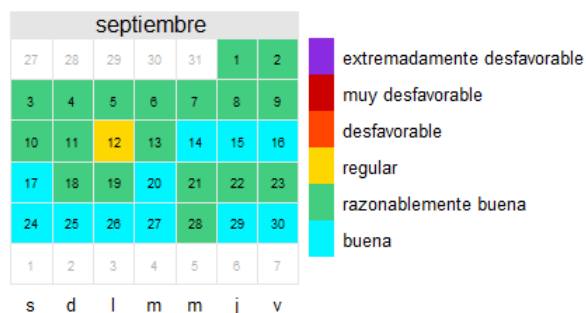 septiembre
27 28 29 30 31 1 2
3 4 5 6 7 8 9
10 11 12 13 14 15 16
17 18 19 20 21 22 23
24 25 26 27 28 29 30
1 2 3 4 5 6 7
s d l m m j v
extremadamente desfavorable
muy desfavorable
desfavorable
regular
razonablemente buena
buena